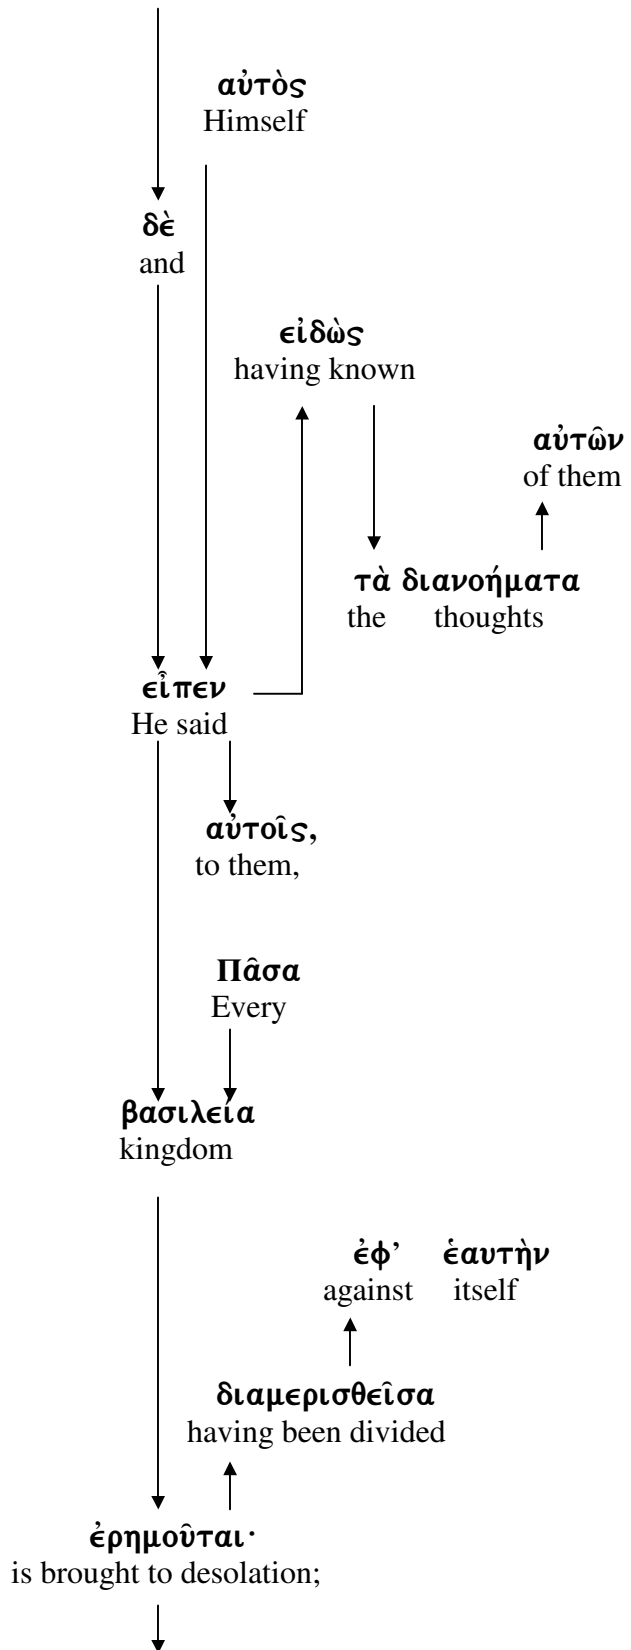 αὐτὸς
Himself
δὲ
and
εἰδὼς
having known
αὐτῶν
of them
τὰ διανοήματα
the thoughts
εἶπεν
He said
αὐτοῖς,
to them,
Πᾶσα
Every
βασιλεία
kingdom
ἐφ’ ἑαυτὴν
against itself
διαμερισθεῖσα
having been divided
ἐρημοῦται·
is brought to desolation;